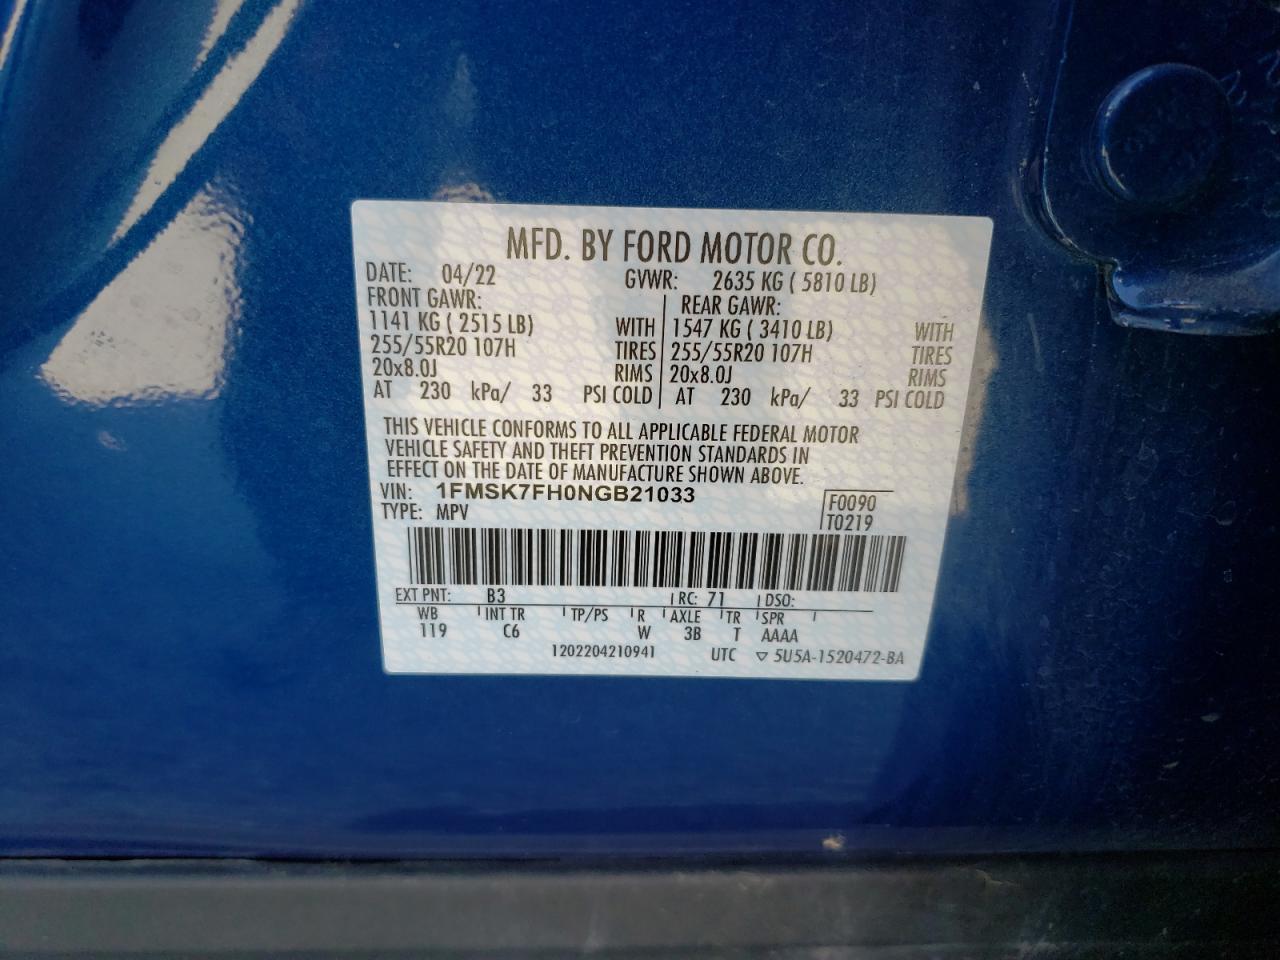 MFD. BY FORD MOTOR CO.
DATE: 04/22 GVWR: 2635 KG ( 5810 LB)
FRONT GAWR: REAR GAWR:
1141 KG ( 2515 LB) WITH 1547 KG ( 3410 LB) WITH
255/55R20 107H TIRES 255/55R20 107H TIRES
20x8.0J RIMS 20x8.0J RIMS
AT 230 kPa/ 33 PSI COLD AT 230 kPa/ 33 PSI COLD
THIS VEHICLE CONFORMS TO ALL APPLICABLE FEDERAL MOTOR
VEHICLE SAFETY AND THEFT PREVENTION STANDARDS IN
EFFECT ON THE DATE OF MANUFACTURE SHOWN ABOVE.
VIN: 1FMSK7FH0NGB21033 F0090
TYPE: MPV T0219
EXT PNT: B3 RC: 71 DSO:
WB INT TR TP/PS R AXLE TR SPR
119 C6 W 3B T AAAA
1202204210941 UTC ▽ 5U5A-1520472-BA